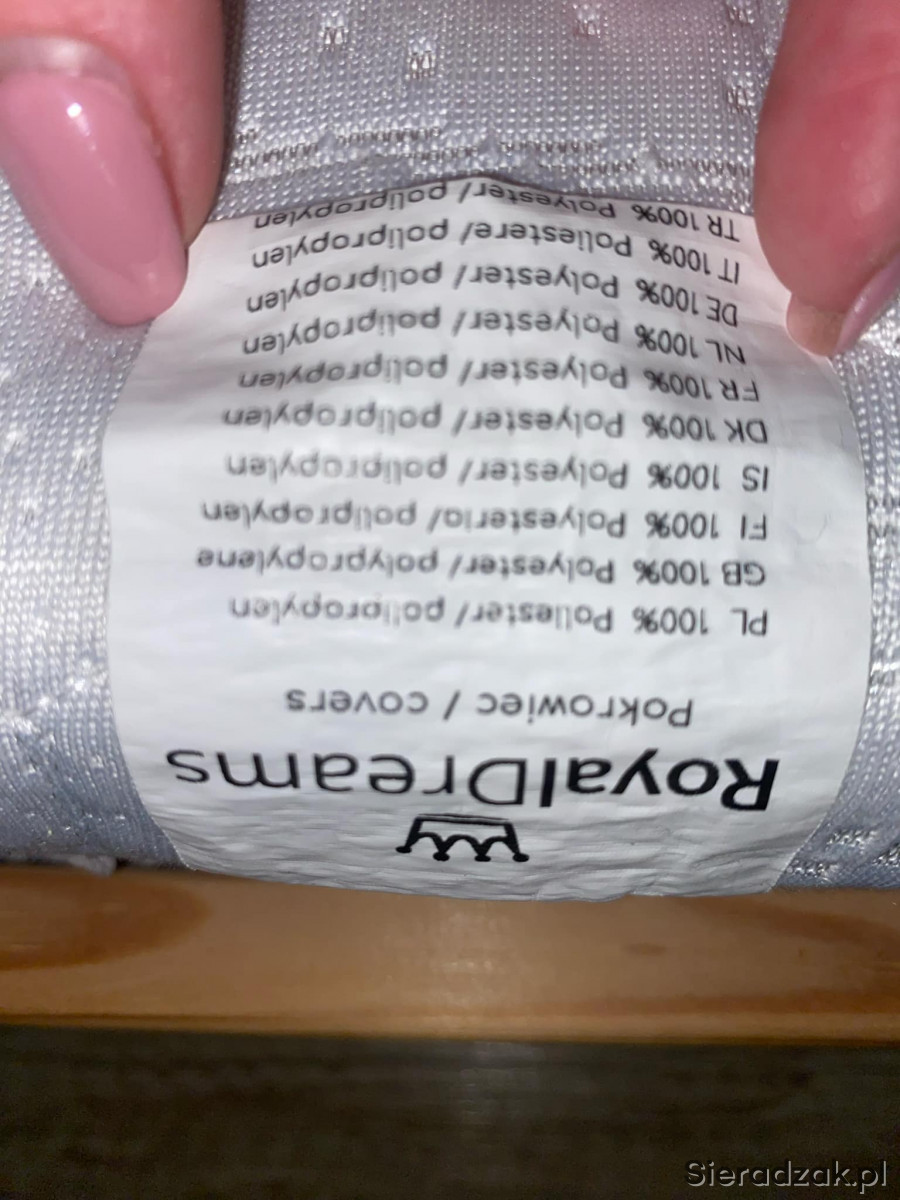 RoyalDreams
Pokrowiec / covers
PL 100% Poliester/ polipropylen
GB 100% Polyester/ polypropylene
FI 100% Polyesteria/ polipropylen
IS 100% Polyester/ polipropylen
DK 100% Polyester/ polipropylen
FR 100% Polyester/ polipropylen
NL 100% Polyester/ polipropylen
DE 100% Polyester/ polipropylen
IT 100% Poliestere/ polipropylen
TR 100% Polyester/ polipropylen
Sieradzak.pl